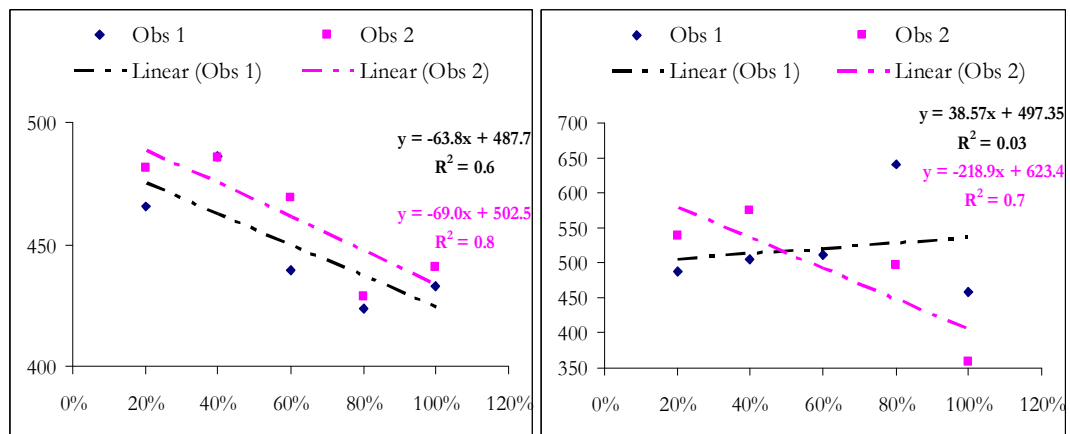 Obs 1 Obs 2
Linear (Obs 1) Linear (Obs 2)
500
y = -63.8x + 487.7
R² = 0.6
y = -69.0x + 502.5
R² = 0.8
450
400
0% 20% 40% 60% 80% 100% 120%
Obs 1 Obs 2
Linear (Obs 1) Linear (Obs 2)
y = 38.57x + 497.35
R² = 0.03
y = -218.9x + 623.4
R² = 0.7
700
650
600
550
500
450
400
350
0% 20% 40% 60% 80% 100% 120%